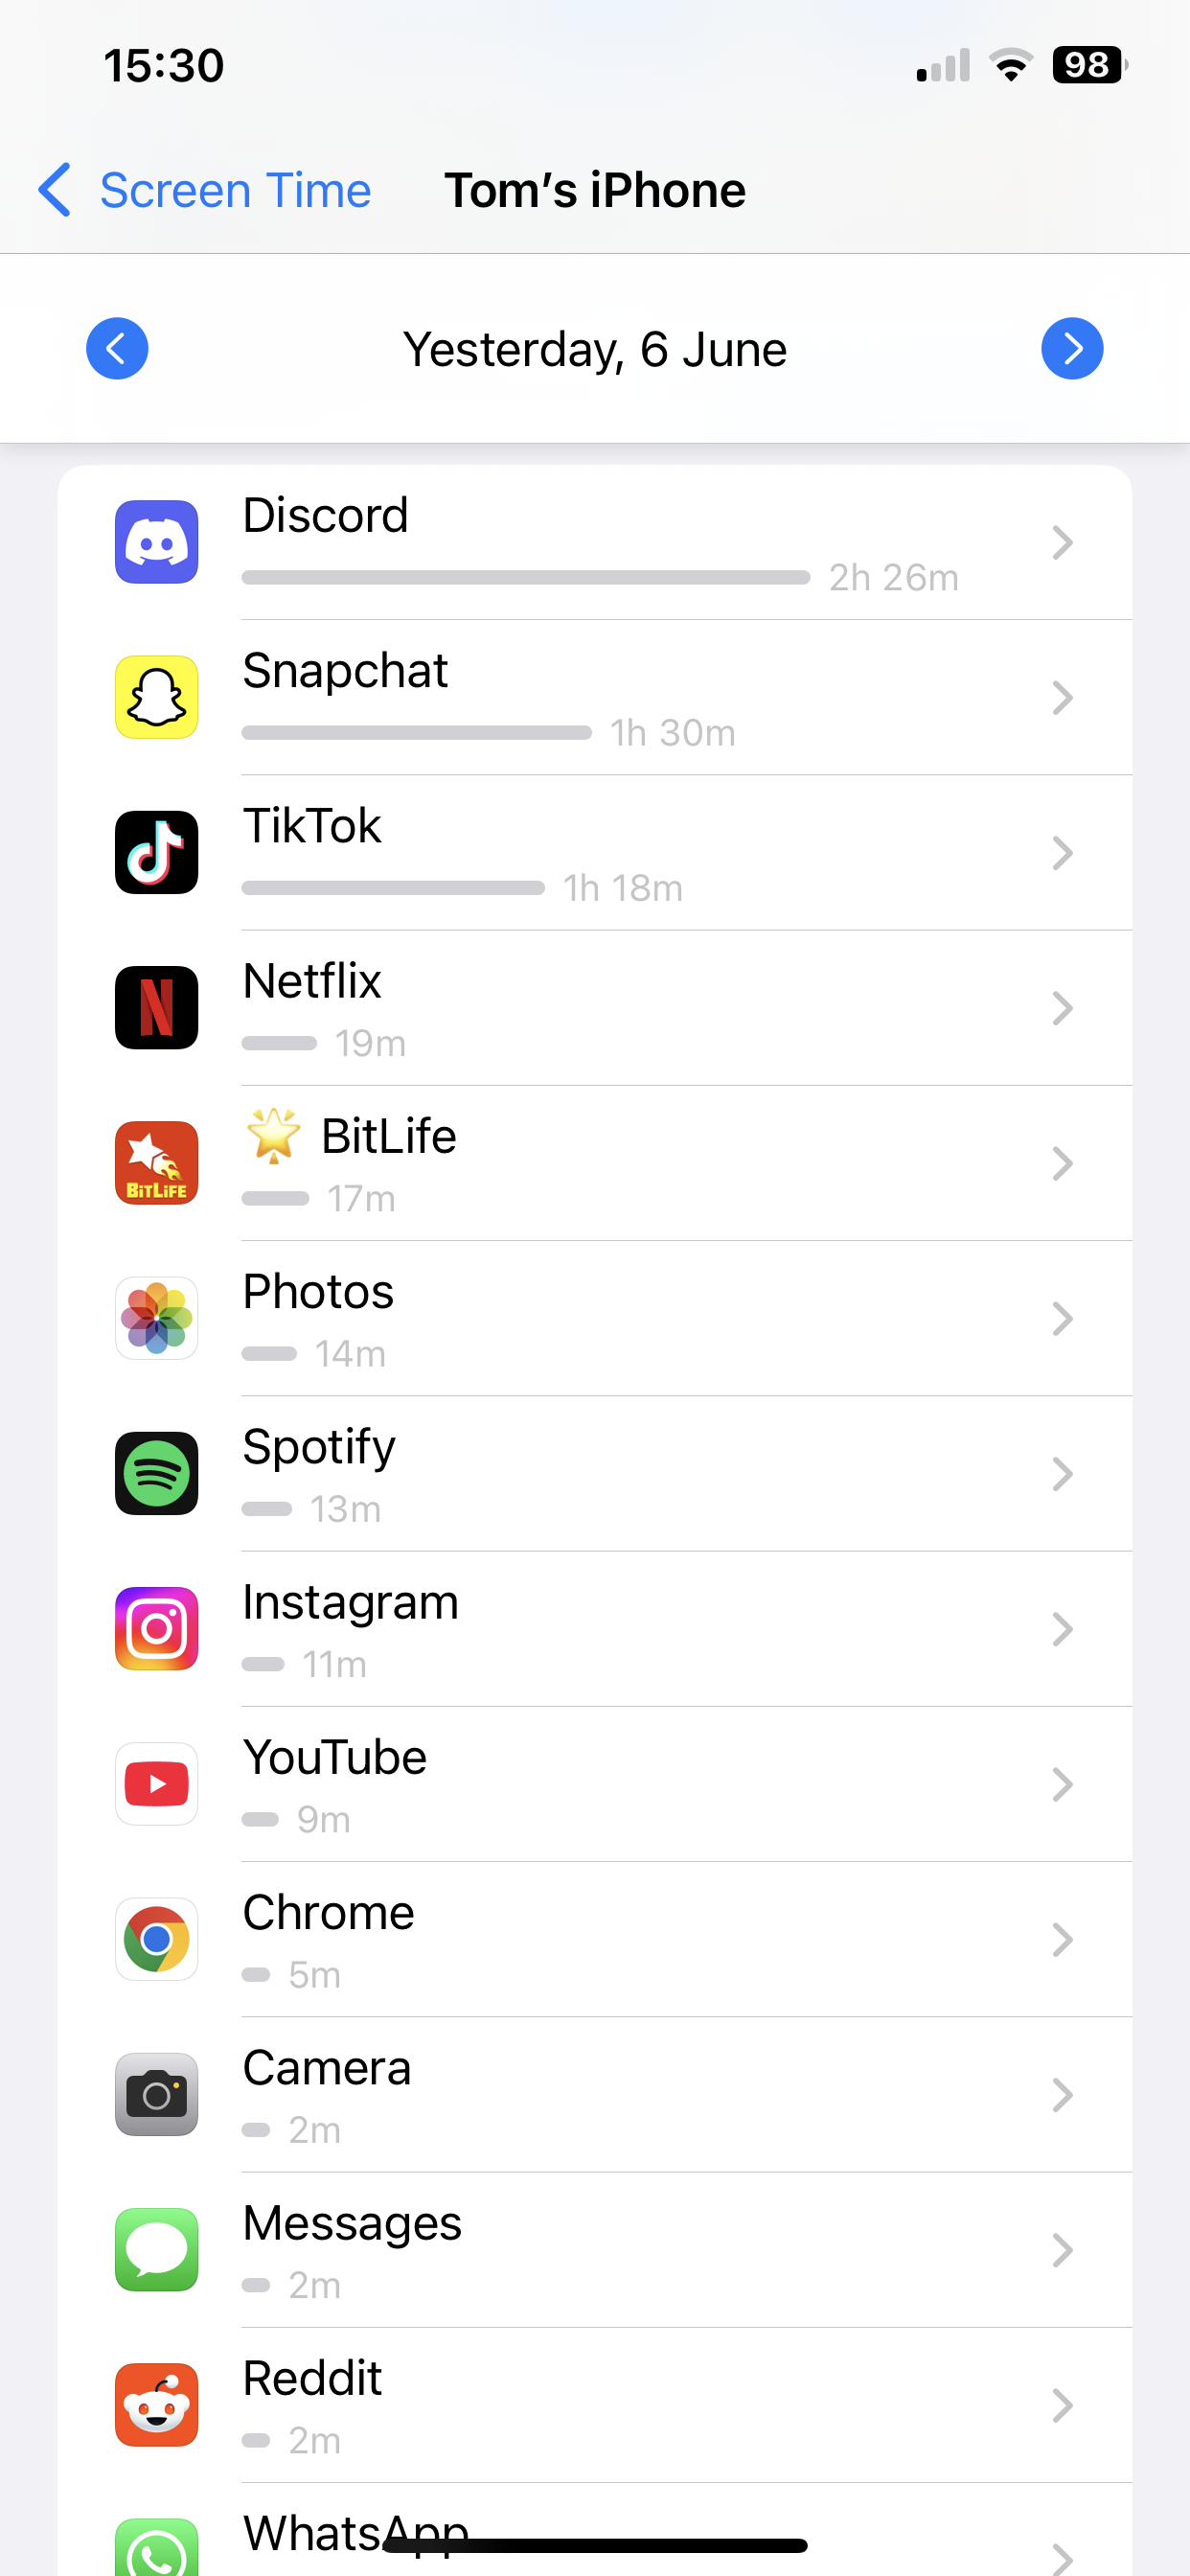 15:30
98
Screen Time
Tom’s iPhone
Yesterday, 6 June
Discord
2h 26m
Snapchat
1h 30m
TikTok
1h 18m
Netflix
19m
🌟 BitLife
BiTLiFE
17m
Photos
14m
Spotify
13m
Instagram
11m
YouTube
9m
Chrome
5m
Camera
2m
Messages
2m
Reddit
2m
WhatsApp